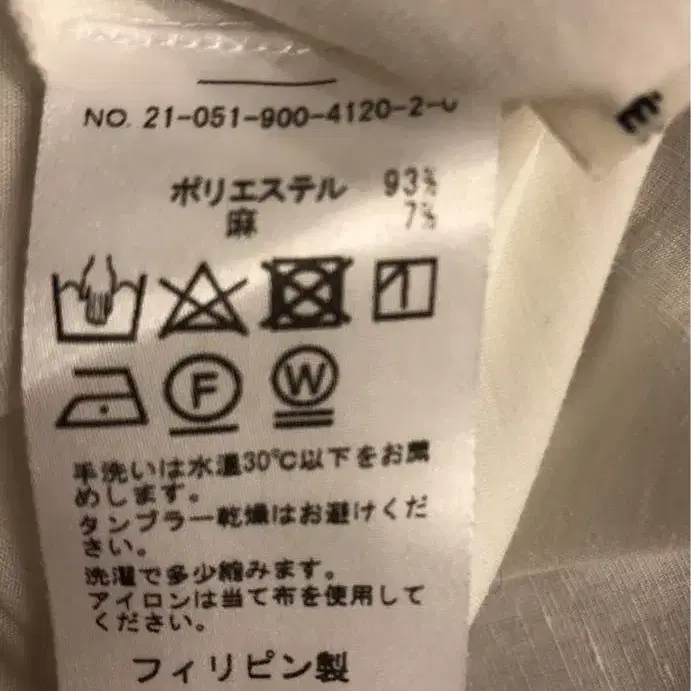 NO. 21-051-900-4120-2-0
ポリエステル 93%
麻 7%
F W
手洗いは水温30℃以下をお薦
めします。
タンブラー乾燥はお避けくだ
さい。
洗濯で多少縮みます。
アイロンは当て布を使用して
ください。
フィリピン製